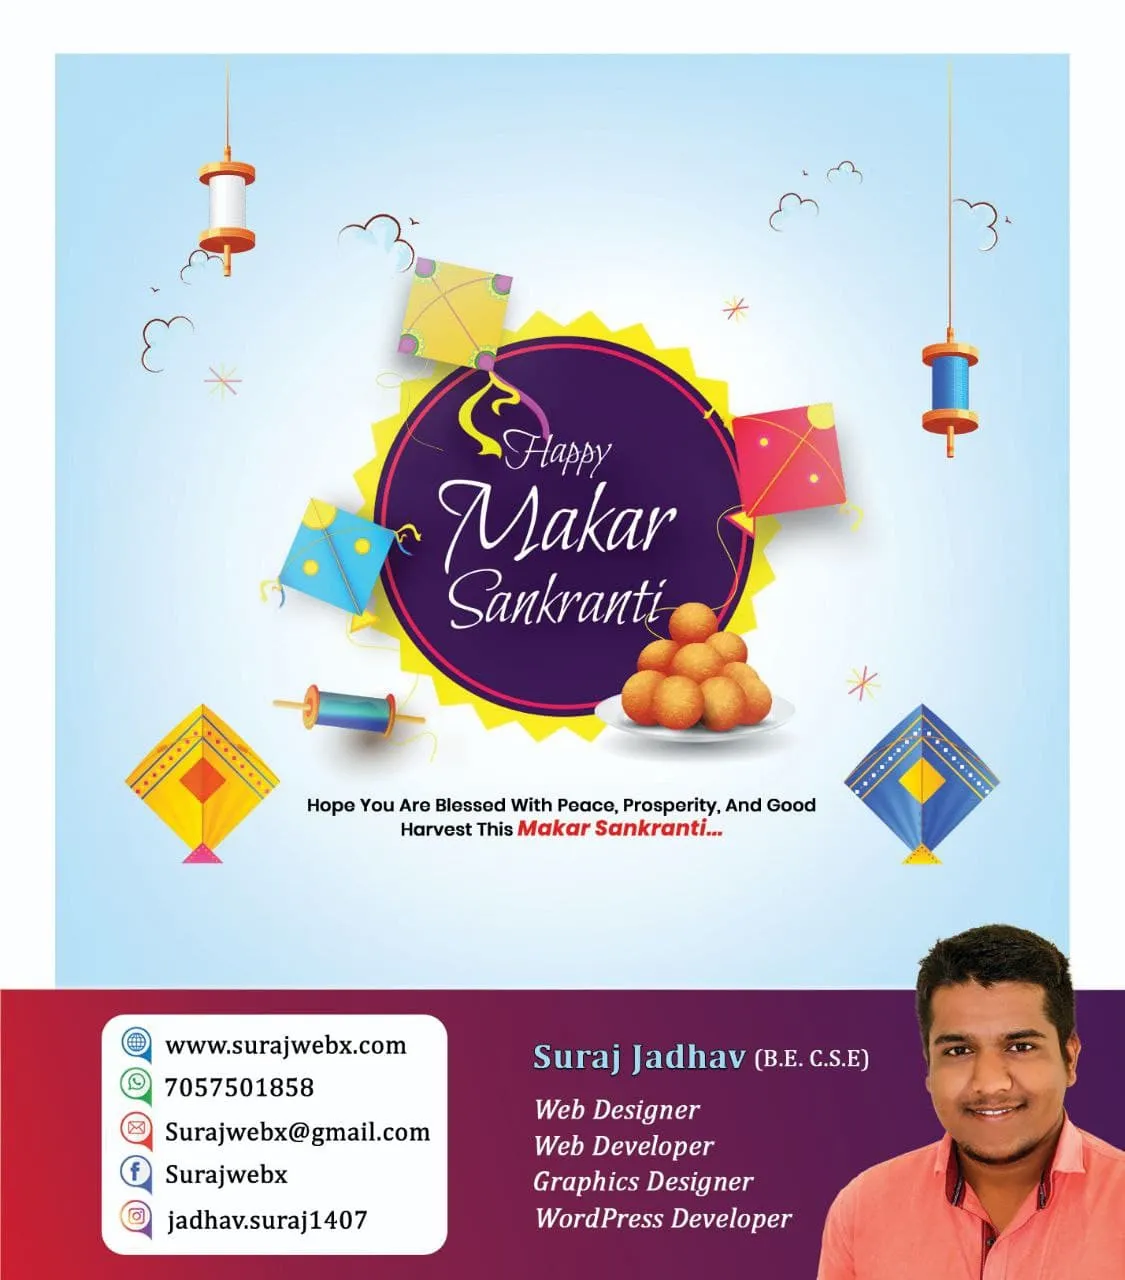 Happy
Makar
Sankranti
Hope You Are Blessed With Peace, Prosperity, And Good
Harvest This Makar Sankranti...
www.surajwebx.com
7057501858
Surajwebx@gmail.com
Surajwebx
jadhav.suraj1407
Suraj Jadhav (B.E. C.S.E)
Web Designer
Web Developer
Graphics Designer
WordPress Developer